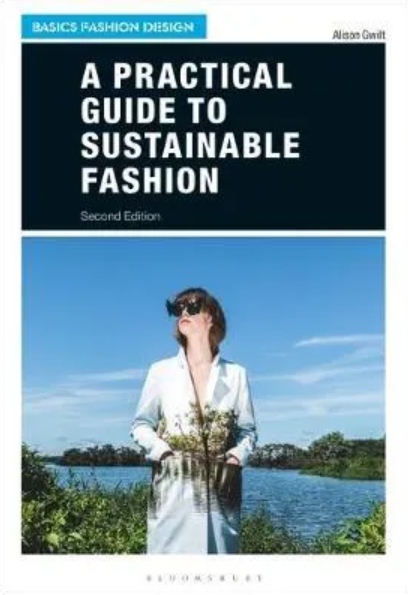 BASICS FASHION DESIGN
Alison Gwilt
A PRACTICAL
GUIDE TO
SUSTAINABLE
FASHION
Second Edition
BLOOMSBURY